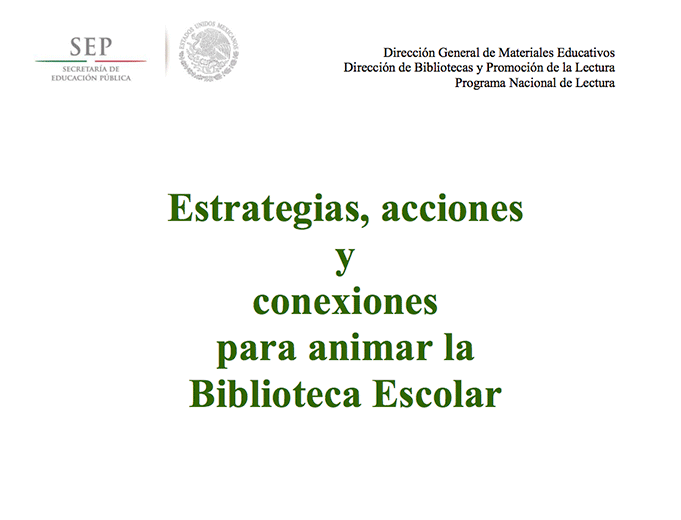 SEP
SECRETARÍA DE
EDUCACIÓN PÚBLICA
ESTADOS UNIDOS MEXICANOS
Dirección General de Materiales Educativos
Dirección de Bibliotecas y Promoción de la Lectura
Programa Nacional de Lectura
Estrategias, acciones
y
conexiones
para animar la
Biblioteca Escolar